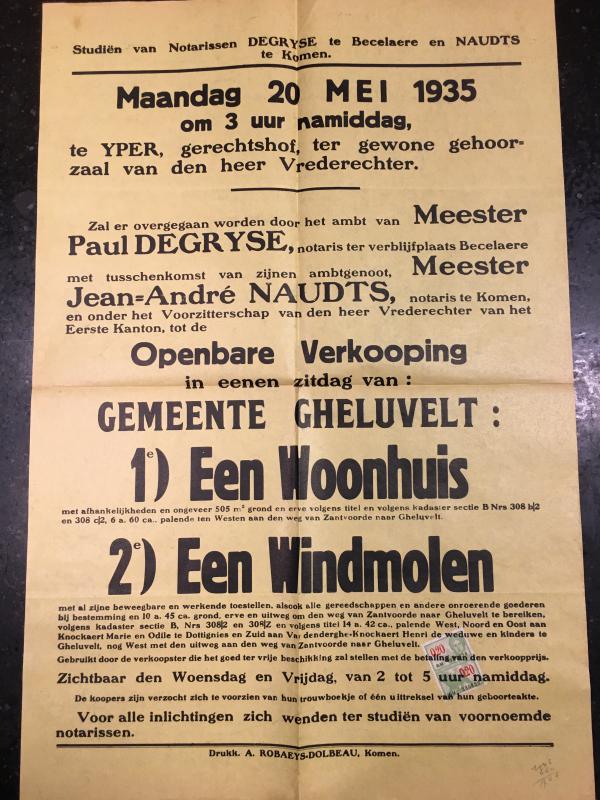 Studiën van Notarissen DEGRYSE te Becelaere en NAUDTS
te Komen.
Maandag 20 MEI 1935
om 3 uur namiddag,
te YPER, gerechtshof, ter gewone gehoor-
zaal van den heer Vrederechter.
Zal er overgegaan worden door het ambt van Meester
Paul DEGRYSE, notaris ter verblijfplaats Becelaere
met tusschenkomst van zijnen ambtgenoot, Meester
Jean=André NAUDTS, notaris te Komen,
en onder het Voorzitterschap van den heer Vrederechter van het
Eerste Kanton, tot de
Openbare Verkooping
in eenen zitdag van :
GEMEENTE GHELUVELT :
1e) Een Woonhuis
met afhankelijkheden en ongeveer 505 m² grond en erve volgens titel en volgens kadaster sectie B Nrs 308 b/2
en 308 c/2, 6 a. 60 ca., palende ten Westen aan den weg van Zantvoorde naar Gheluvelt.
2e) Een Windmolen
met al zijne beweegbare en werkende toestellen, alsook alle gereedschappen en andere onroerende goederen
bij bestemming en 10 a. 45 ca. grond, erve en uitweg om den weg van Zantvoorde naar Gheluvelt te bereiken,
volgens kadaster sectie B, Nrs 308/2 en 308/Z en volgens titel 14 a. 42 ca., palende West, Noord en Oost aan
Knockaert Marie en Odile te Dottignies en Zuid aan Vandenderghe-Knockaert Henri de weduwe en kinders te
Gheluvelt, nog West met den uitweg aan den weg van Zantvoorde naar Gheluvelt.
Gebruikt door de verkoopster die het goed ter vrije beschikking zal stellen met de betaling van den verkoopprijs.
Zichtbaar den Woensdag en Vrijdag, van 2 tot 5 uur namiddag.
De koopers zijn verzocht zich te voorzien van hun trouwboekje of één uittreksel van hun geboorteakte.
Voor alle inlichtingen zich wenden ter studiën van voornoemde
notarissen.
Drukk. A. ROBAEYS-DOLBEAU, Komen.
0.20
0.20